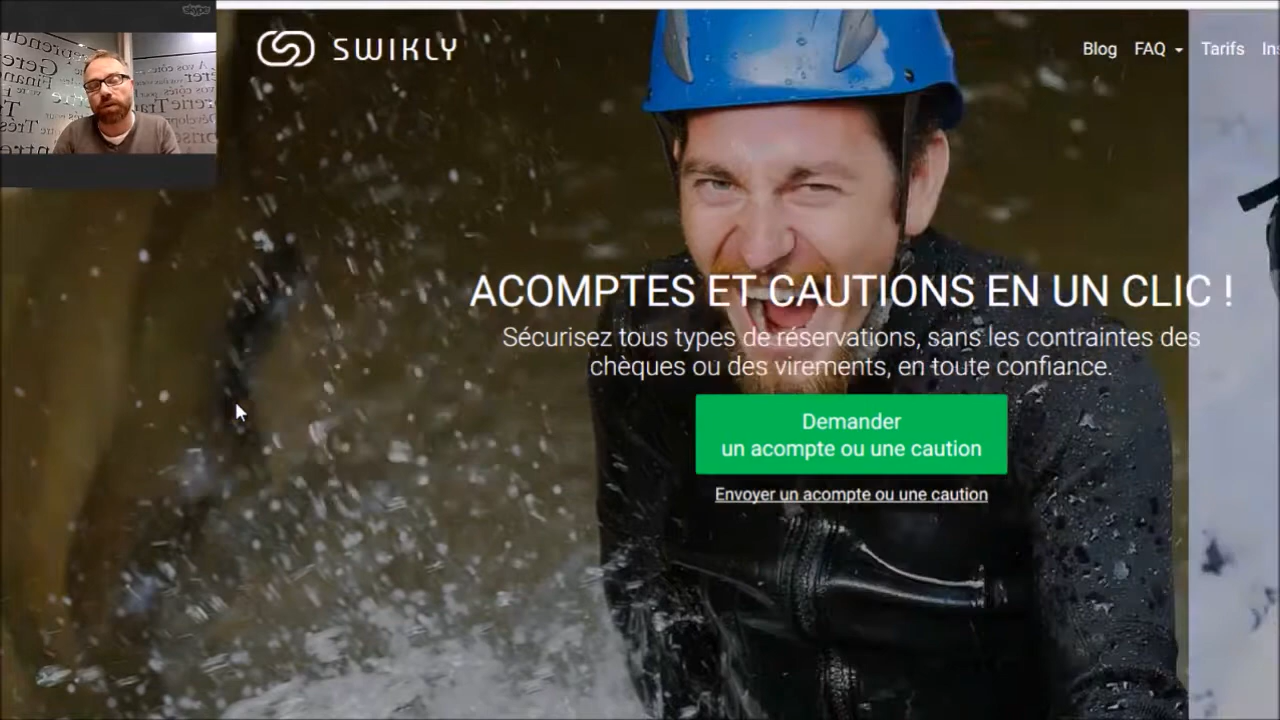 skype
SWIKLY
Blog FAQ Tarifs
ACOMPTES ET CAUTIONS EN UN CLIC !
Sécurisez tous types de réservations, sans les contraintes des
chèques ou des virements, en toute confiance.
Demander
un acompte ou une caution
Envoyer un acompte ou une caution